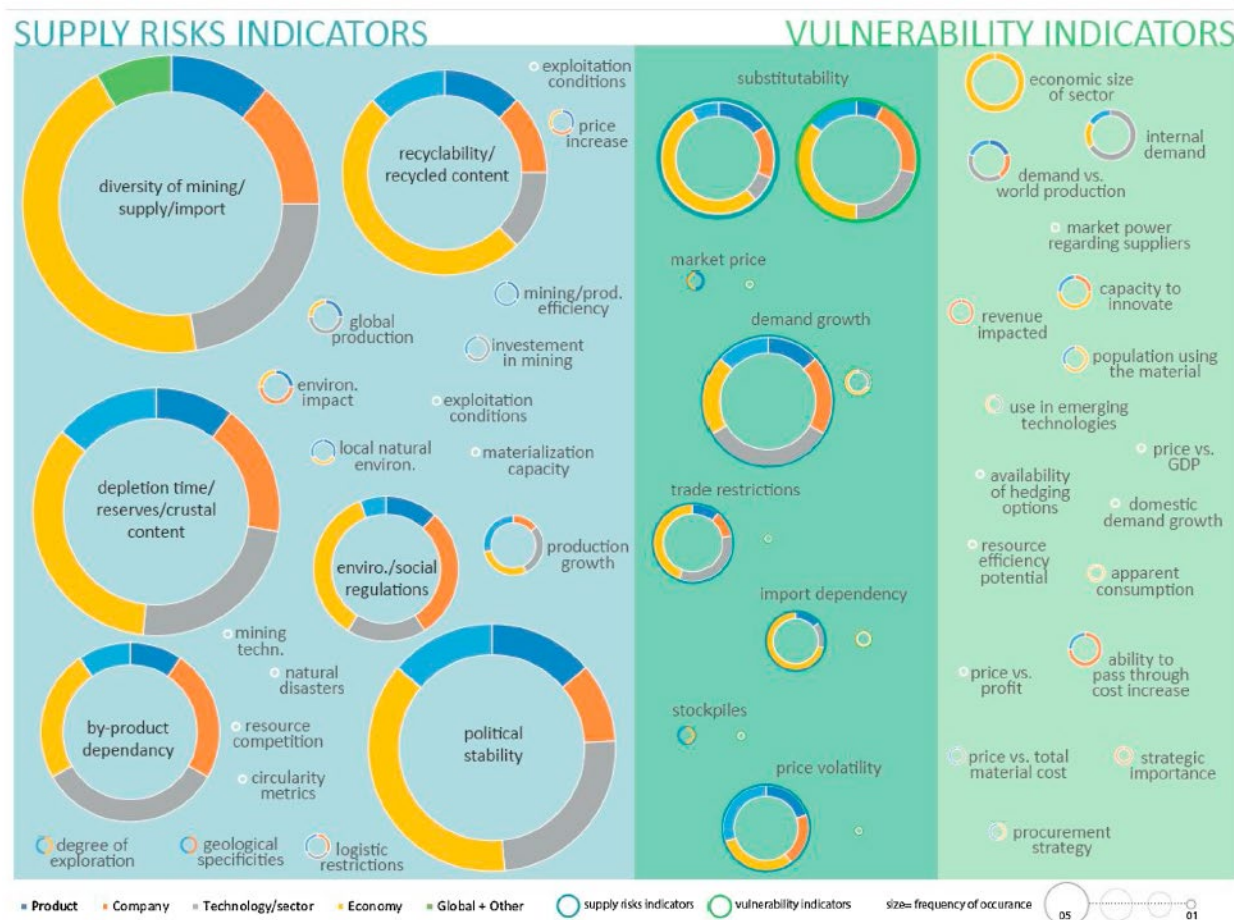 SUPPLY RISKS INDICATORS
VULNERABILITY INDICATORS
diversity of mining/
supply/import
recyclability/
recycled content
exploitation
conditions
price
increase
global
production
mining/prod.
efficiency
investement
in mining
environ.
impact
exploitation
conditions
local natural
environ.
materialization
capacity
depletion time/
reserves/crustal
content
enviro./social
regulations
production
growth
mining
techn.
natural
disasters
by-product
dependancy
resource
competition
circularity
metrics
political
stability
degree of
exploration
geological
specificities
logistic
restrictions
substitutability
market price
demand growth
trade restrictions
import dependency
stockpiles
price volatility
economic size
of sector
internal
demand
demand vs.
world production
market power
regarding suppliers
capacity to
innovate
revenue
impacted
population using
the material
use in emerging
technologies
price vs.
GDP
availability
of hedging
options
domestic
demand growth
resource
efficiency
potential
apparent
consumption
ability to
pass through
cost increase
price vs.
profit
price vs. total
material cost
strategic
importance
procurement
strategy
Product
Company
Technology/sector
Economy
Global + Other
supply risks indicators
vulnerability indicators
size= frequency of occurance
05
01